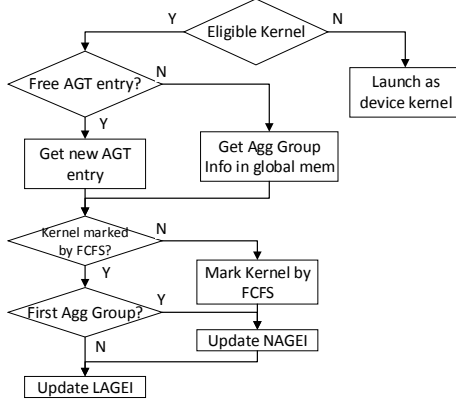 Y
N
Eligible Kernel
Free AGT entry?
N
Launch as
device kernel
Y
Get new AGT
entry
Get Agg Group
Info in global mem
Kernel marked
by FCFS?
N
Y
Mark Kernel by
FCFS
First Agg Group?
Y
N
Update NAGEI
Update LAGEI